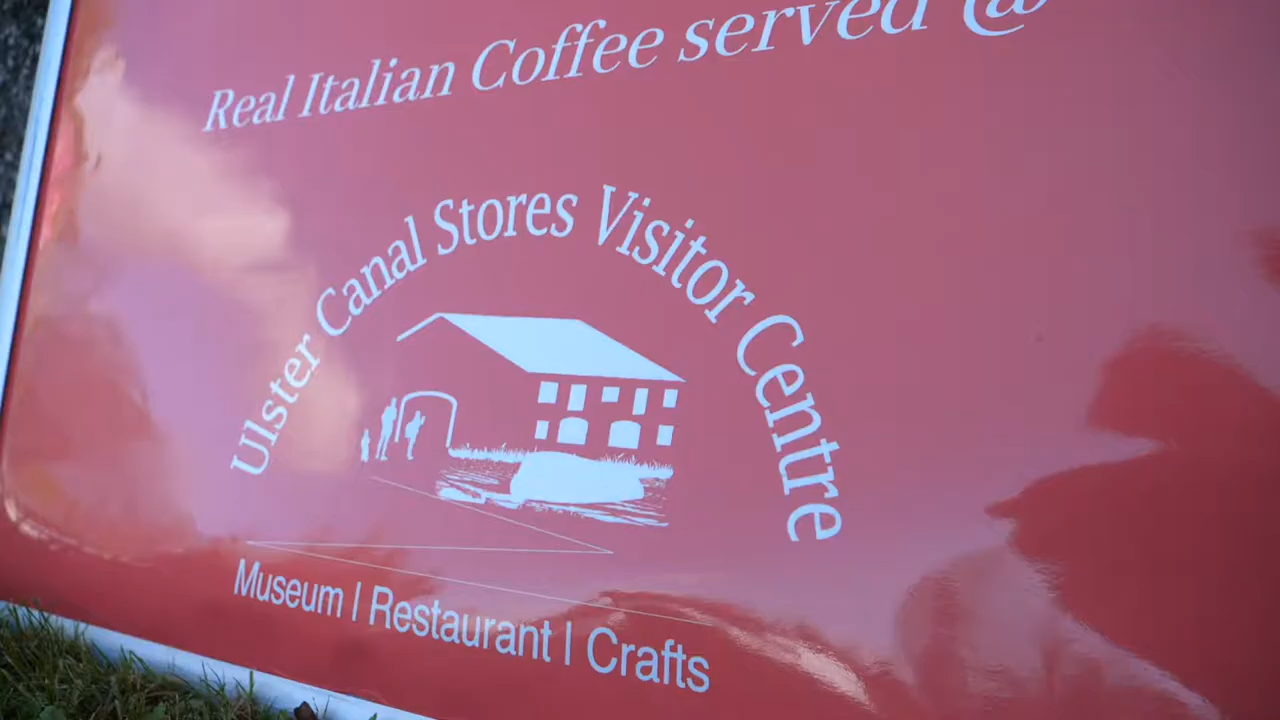 Real Italian Coffee served @
Ulster Canal Stores Visitor Centre
Museum | Restaurant | Crafts